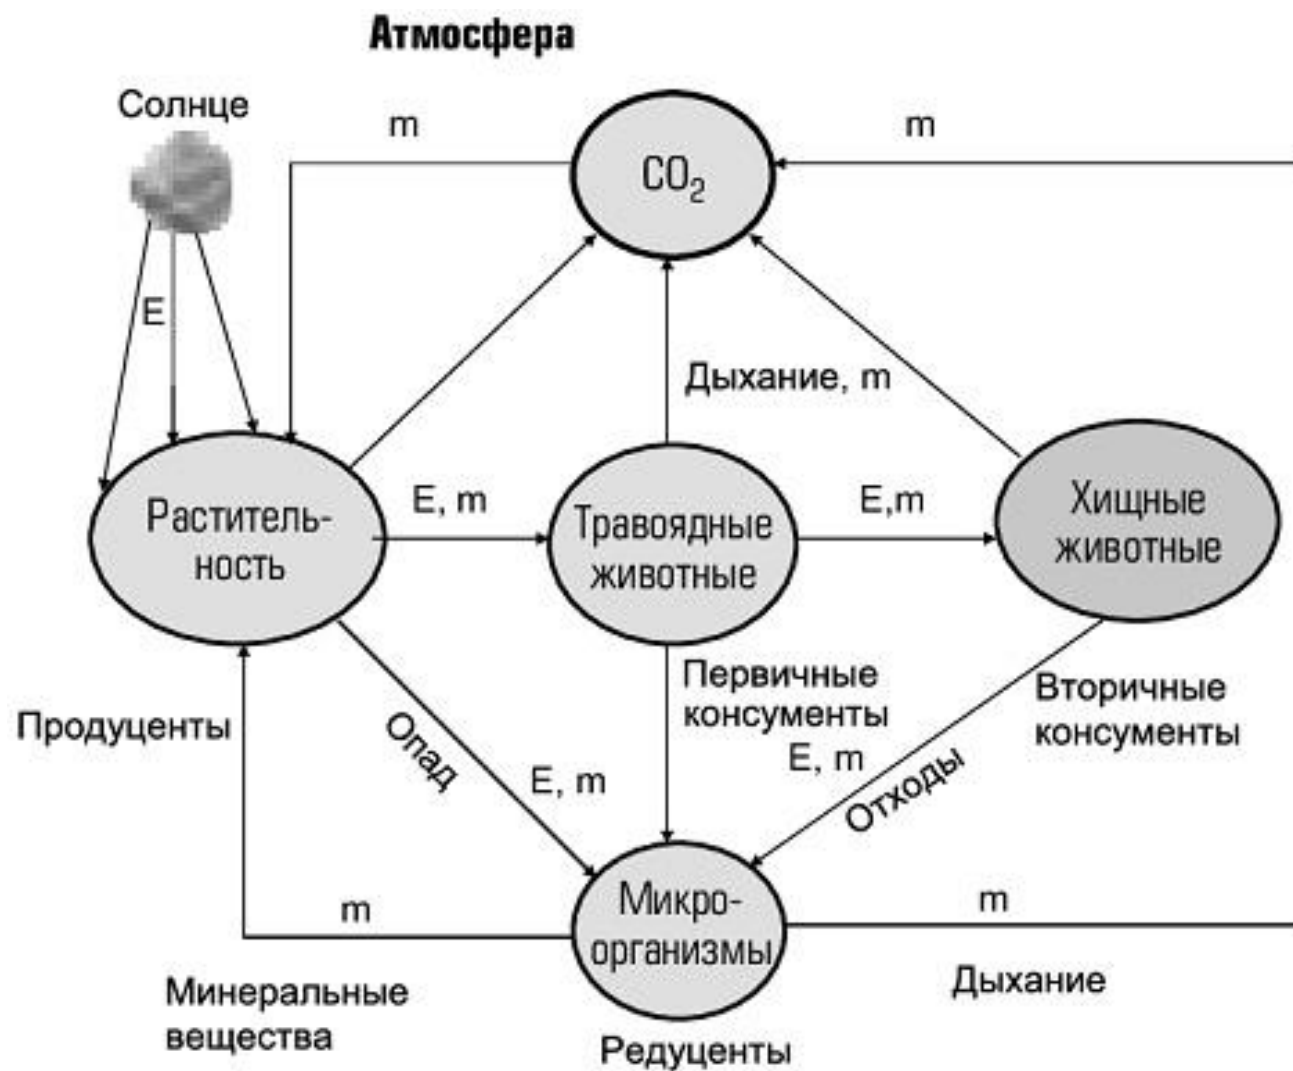 Атмосфера
Солнце
m
CO₂
m
E
Дыхание, m
Раститель-
ность
E, m
Травоядные
животные
E,m
Хищные
животные
Продуценты
Опад
E, m
Первичные
консументы
E, m
Отходы
Вторичные
консументы
m
Микро-
организмы
m
Минеральные
вещества
Дыхание
Редуценты